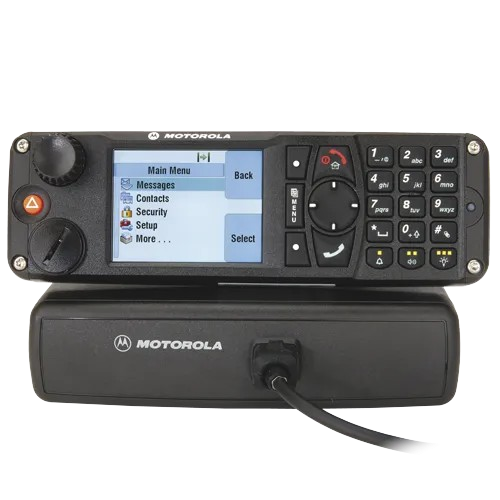 MOTOROLA
Main Menu
Messages
Contacts
Security
Setup
More . . .
Back
Select
MENU
1
2 abc
3 def
4 ghi
5 jkl
6 mno
7 pqrs
8 tuv
9 wxyz
*
0
#
MOTOROLA